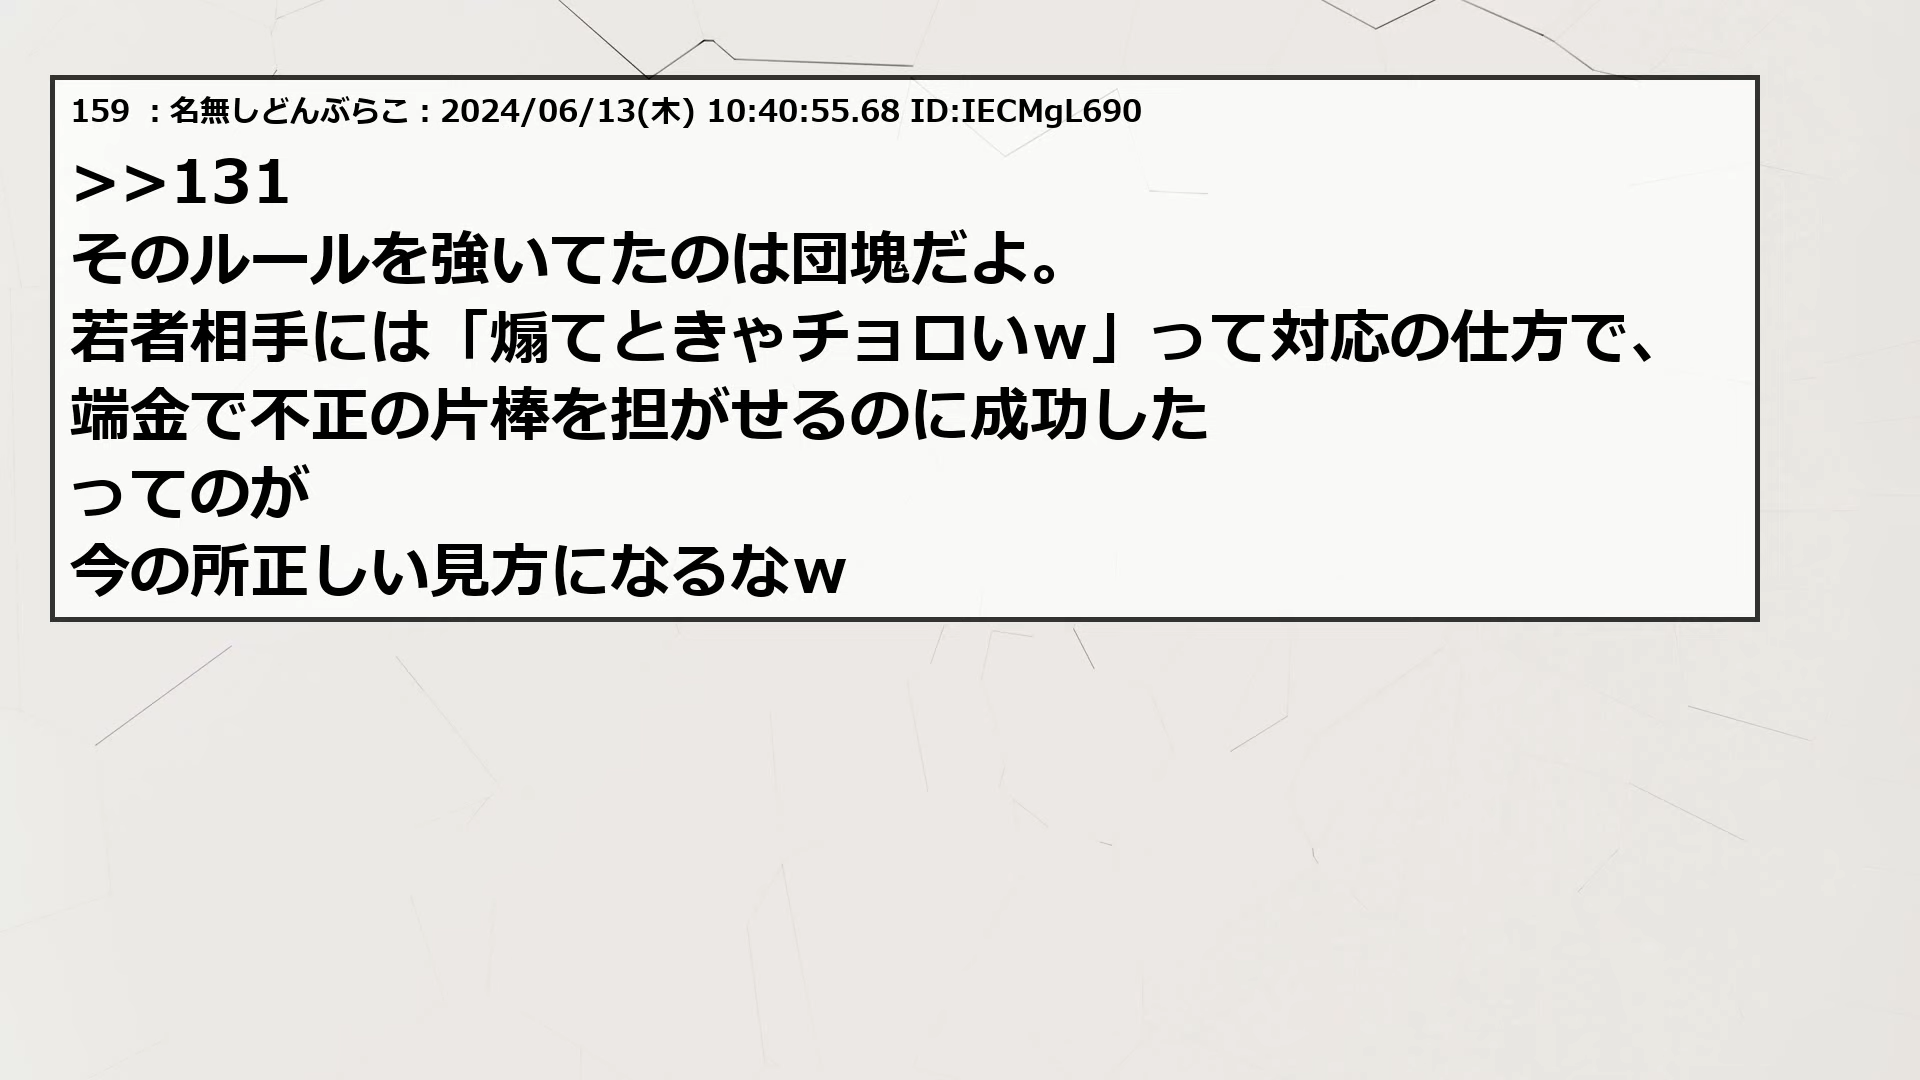 159 ：名無しどんぶらこ：2024/06/13(木) 10:40:55.68 ID:IECMgL690
>>131
そのルールを強いてたのは団塊だよ。
若者相手には「煽てときゃチョロいw」って対応の仕方で、
端金で不正の片棒を担がせるのに成功した
ってのが
今の所正しい見方になるなw